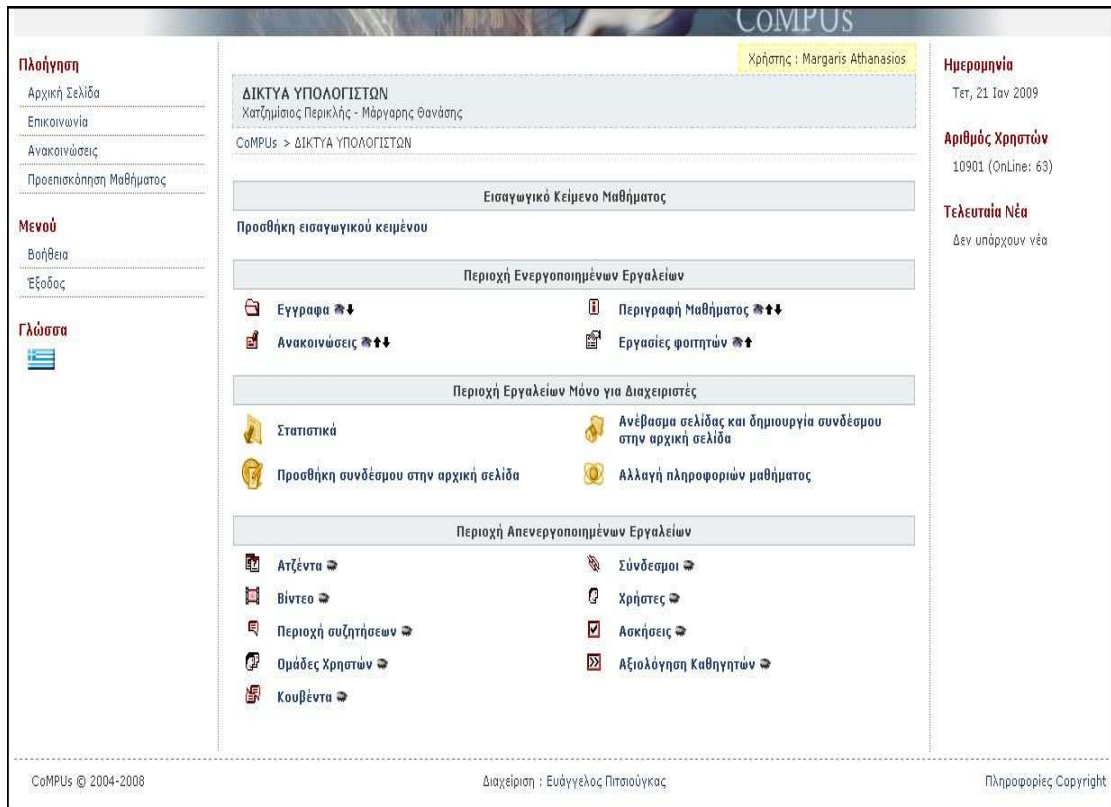 CoMPUs
Χρήστης : Margaris Athanasios
Πλοήγηση
Αρχική Σελίδα
Επικοινωνία
Ανακοινώσεις
Προεπισκόπηση Μαθήματος
Μενού
Βοήθεια
Έξοδος
Γλώσσα
ΔΙΚΤΥΑ ΥΠΟΛΟΓΙΣΤΩΝ
Χατζημίσιος Περικλής - Μάργαρης Θανάσης
CoMPUs > ΔΙΚΤΥΑ ΥΠΟΛΟΓΙΣΤΩΝ
Εισαγωγικό Κείμενο Μαθήματος
Προσθήκη εισαγωγικού κειμένου
Περιοχή Ενεργοποιημένων Εργαλείων
Εγγραφα
Περιγραφή Μαθήματος
Ανακοινώσεις
Εργασίες φοιτητών
Περιοχή Εργαλείων Μόνο για Διαχειριστές
Στατιστικά
Ανέβασμα σελίδας και δημιουργία συνδέσμου
στην αρχική σελίδα
Προσθήκη συνδέσμου στην αρχική σελίδα
Αλλαγή πληροφοριών μαθήματος
Περιοχή Απενεργοποιημένων Εργαλείων
Ατζέντα
Σύνδεσμοι
Βίντεο
Χρήστες
Περιοχή συζητήσεων
Ασκήσεις
Ομάδες Χρηστών
Αξιολόγηση Καθηγητών
Κουβέντα
Ημερομηνία
Τετ, 21 Ιαν 2009
Αριθμός Χρηστών
10901 (OnLine: 63)
Τελευταία Νέα
Δεν υπάρχουν νέα
CoMPUs © 2004-2008
Διαχείριση : Ευάγγελος Πιτσιούγκας
Πληροφορίες Copyright